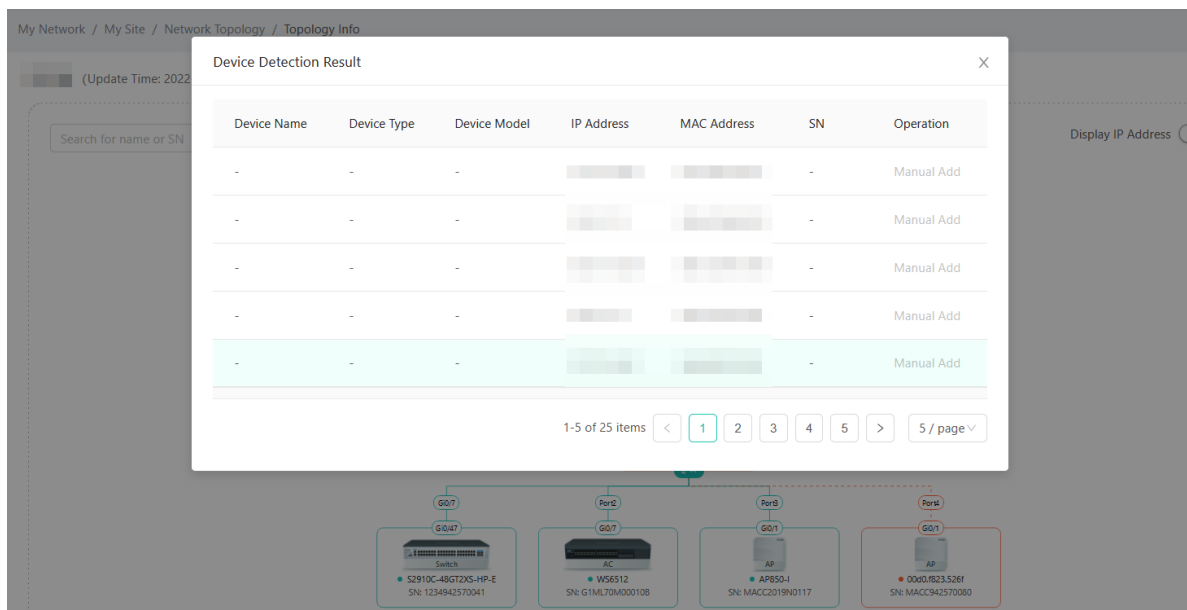 My Network / My Site / Network Topology / Topology Info
Device Detection Result
(Update Time: 2022
Search for name or SN
Display IP Address
Device Name Device Type Device Model IP Address MAC Address SN Operation
- - - - Manual Add
- - - - Manual Add
- - - - Manual Add
- - - - Manual Add
- - - - Manual Add
1-5 of 25 items < 1 2 3 4 5 > 5 / page
Gi0/7 Port2 Port3 Port4
Gi0/47 Gi0/7 Gi0/1 Gi0/1
Switch AC AP AP
S2910C-48GT2XS-HP-E WS6512 AP850-I 00d0.f823.526f
SN: 1234942570041 SN: G1ML70M000108 SN: MACC2019N0117 SN: MACC942570080